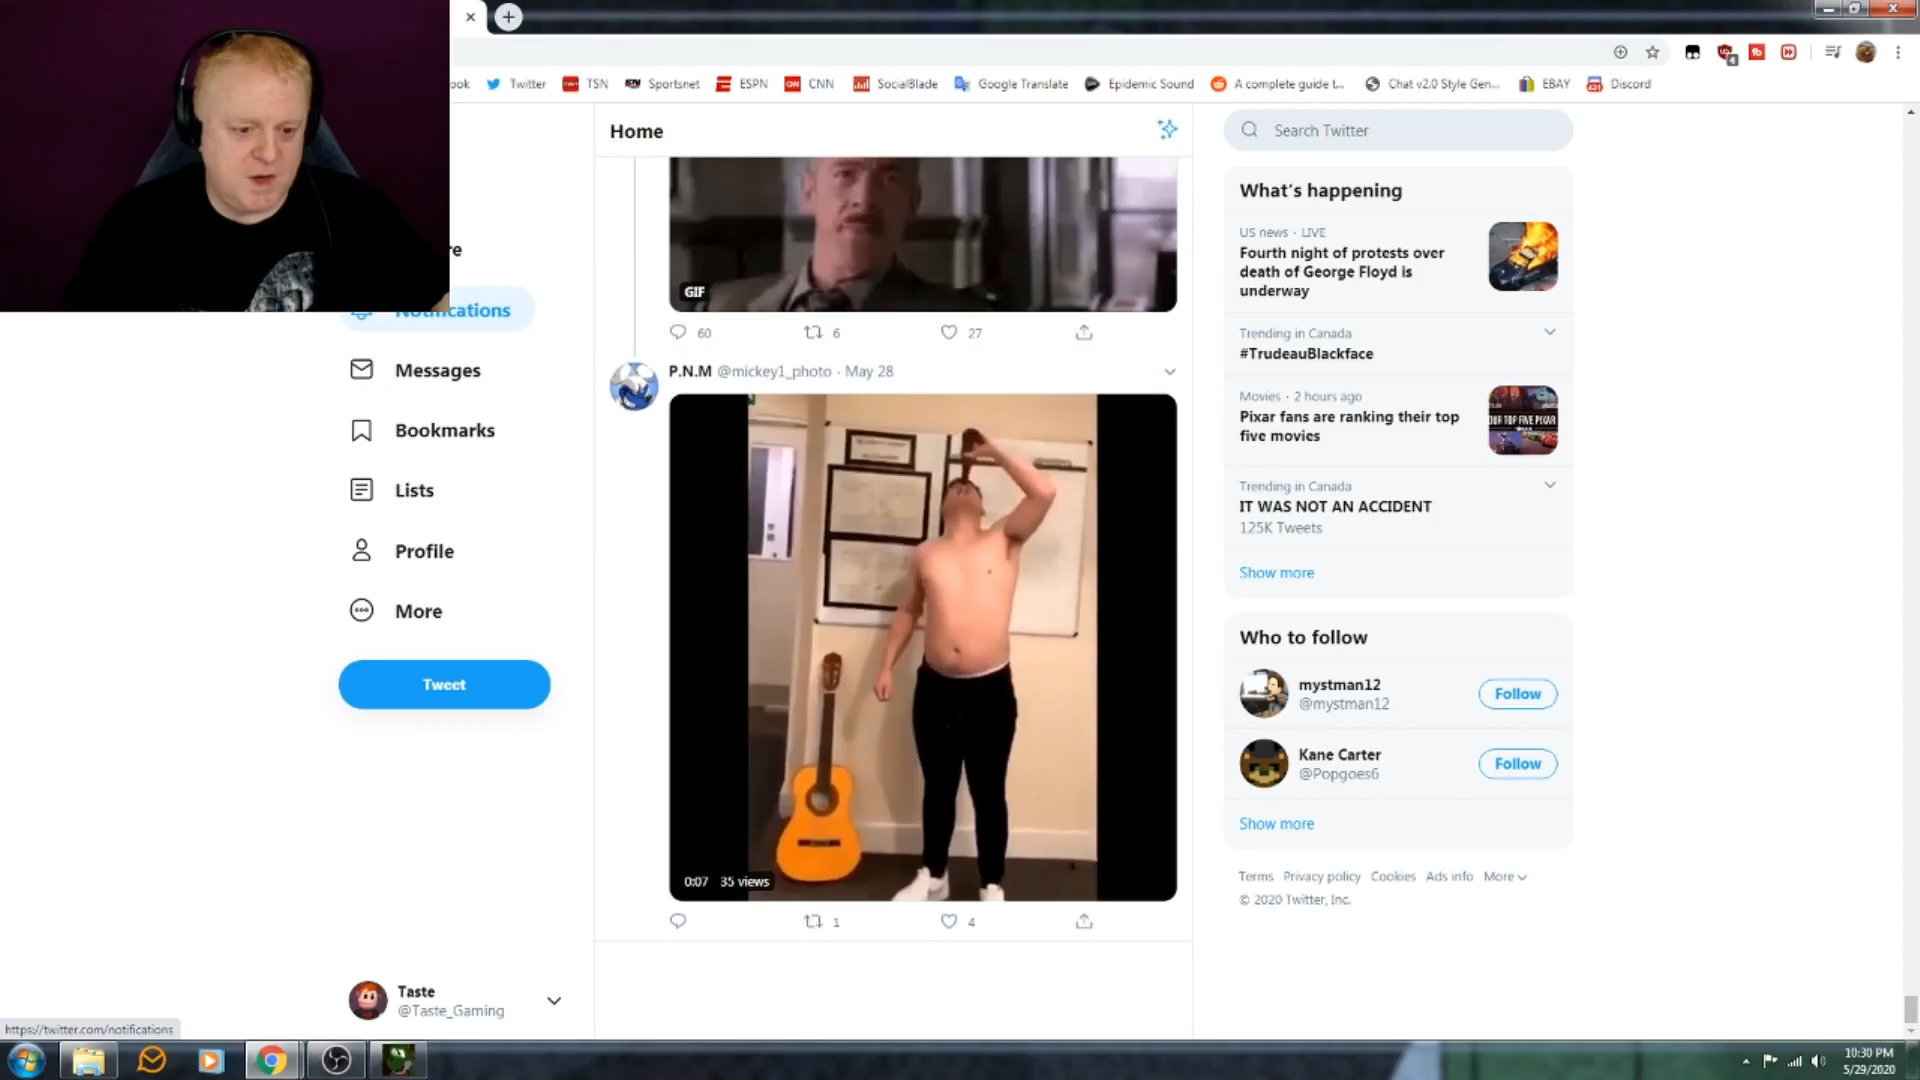 ook
Twitter
TSN
Sportsnet
ESPN
CNN
SocialBlade
Google Translate
Epidemic Sound
A complete guide t...
Chat v2.0 Style Gen...
EBAY
Discord
Notifications
Messages
Bookmarks
Lists
Profile
More
Tweet
Taste
@Taste_Gaming
https://twitter.com/notifications
Home
GIF
60
6
27
P.N.M @mickey1_photo · May 28
0:07 35 views
1
4
Search Twitter
What's happening
US news · LIVE
Fourth night of protests over
death of George Floyd is
underway
Trending in Canada
#TrudeauBlackface
Movies · 2 hours ago
Pixar fans are ranking their top
five movies
OUR TOP FIVE PIXAR
Trending in Canada
IT WAS NOT AN ACCIDENT
125K Tweets
Show more
Who to follow
mystman12
@mystman12
Follow
Kane Carter
@Popgoes6
Follow
Show more
Terms Privacy policy Cookies Ads info More
© 2020 Twitter, Inc.
10:30 PM
5/29/2020